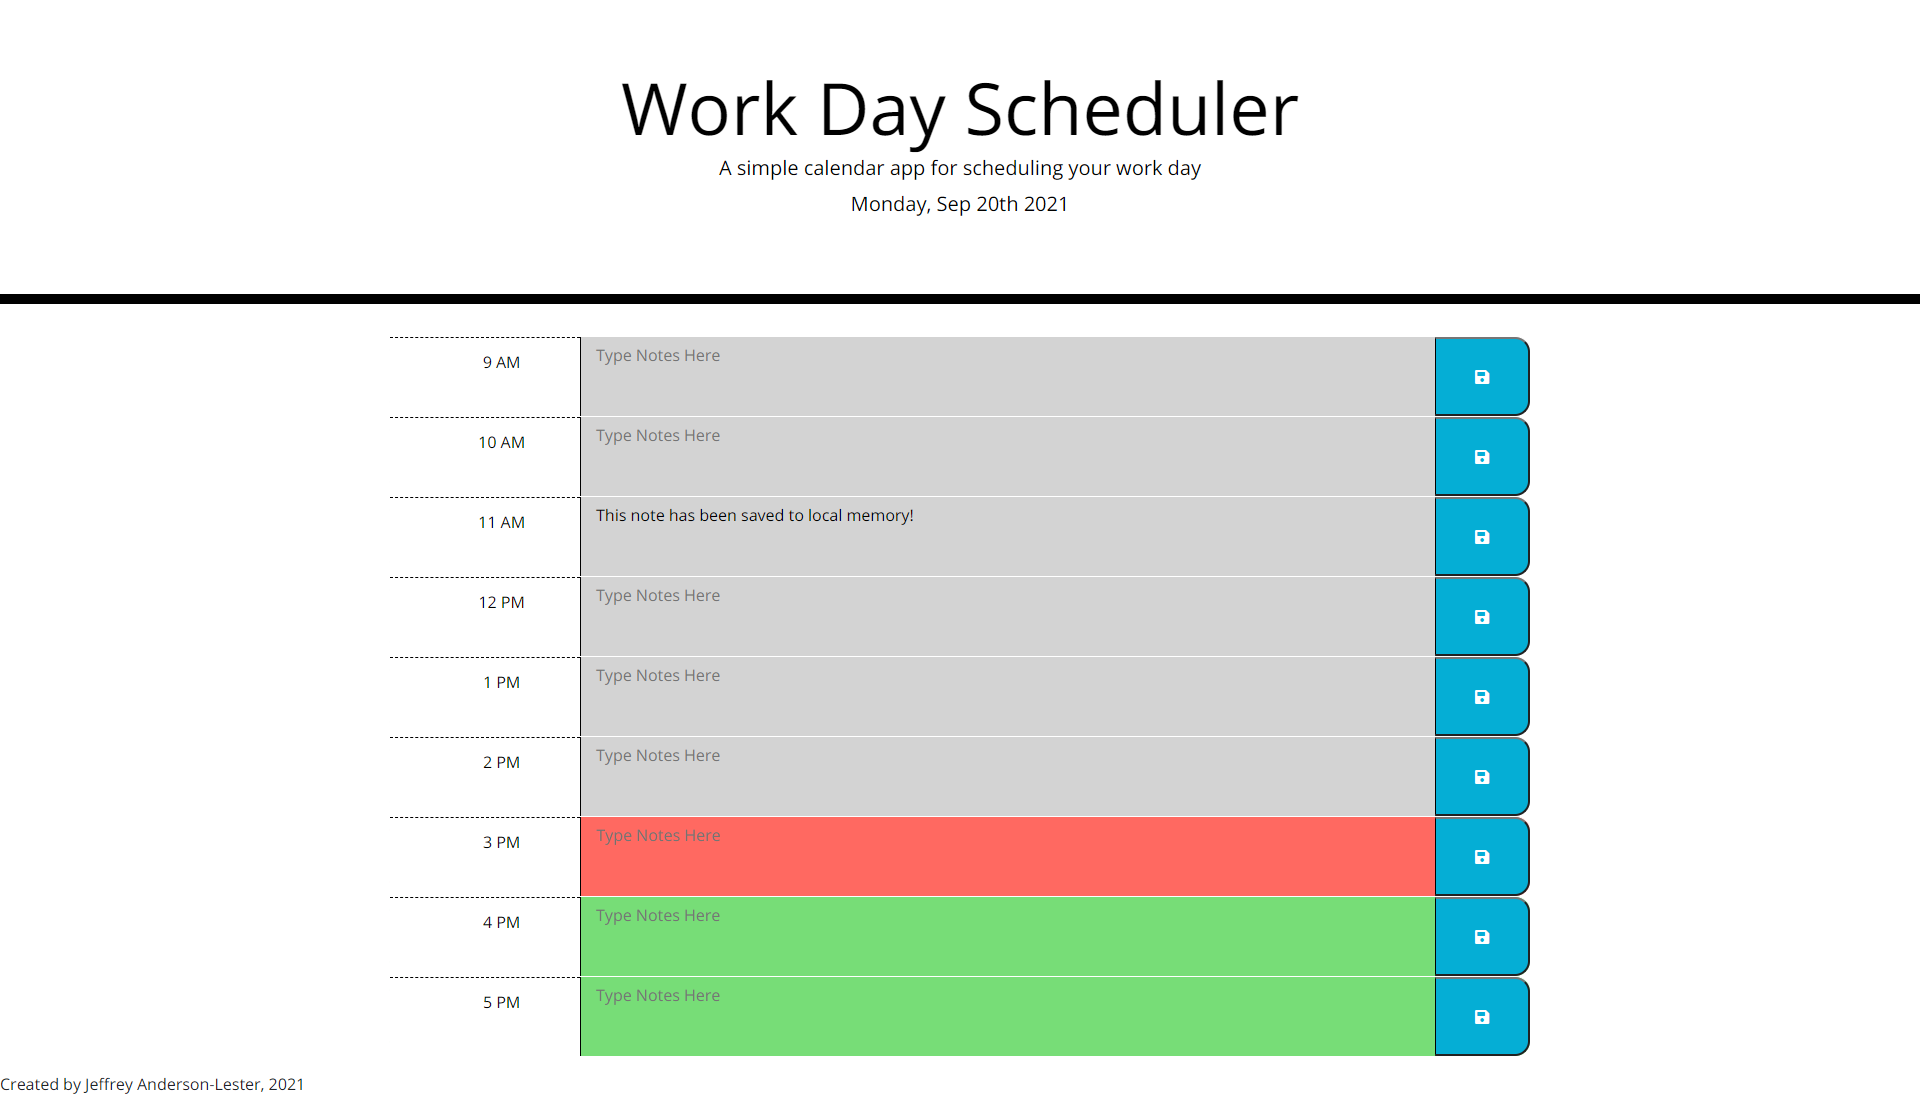 Work Day Scheduler
A simple calendar app for scheduling your work day
Monday, Sep 20th 2021
9 AM
Type Notes Here
10 AM
Type Notes Here
11 AM
This note has been saved to local memory!
12 PM
Type Notes Here
1 PM
Type Notes Here
2 PM
Type Notes Here
3 PM
Type Notes Here
4 PM
Type Notes Here
5 PM
Type Notes Here
Created by Jeffrey Anderson-Lester, 2021